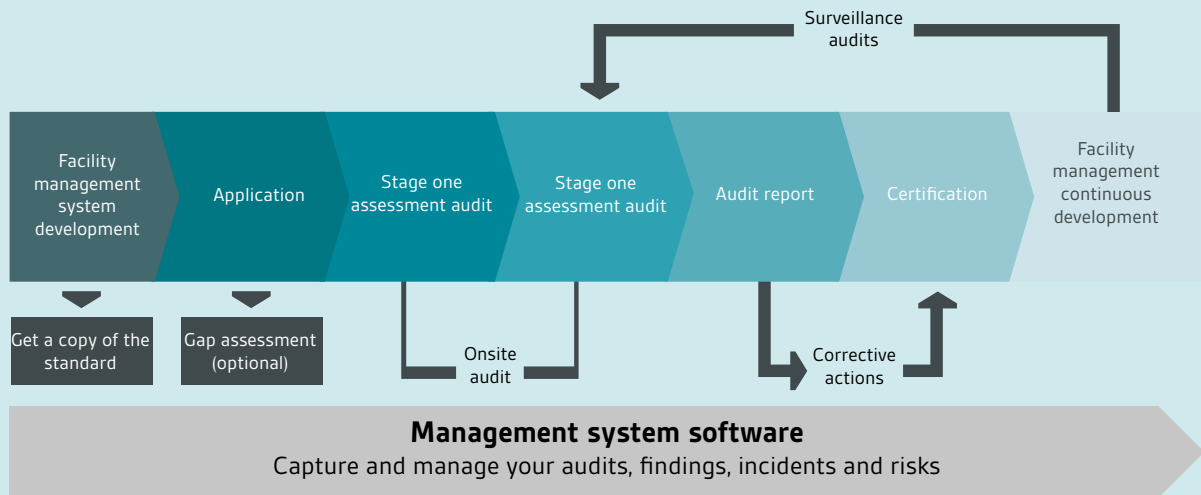 Surveillance
audits
Facility
management
system
development
Application
Stage one
assessment audit
Stage one
assessment audit
Audit report
Certification
Facility
management
continuous
development
Get a copy of the
standard
Gap assessment
(optional)
Onsite
audit
Corrective
actions
Management system software
Capture and manage your audits, findings, incidents and risks